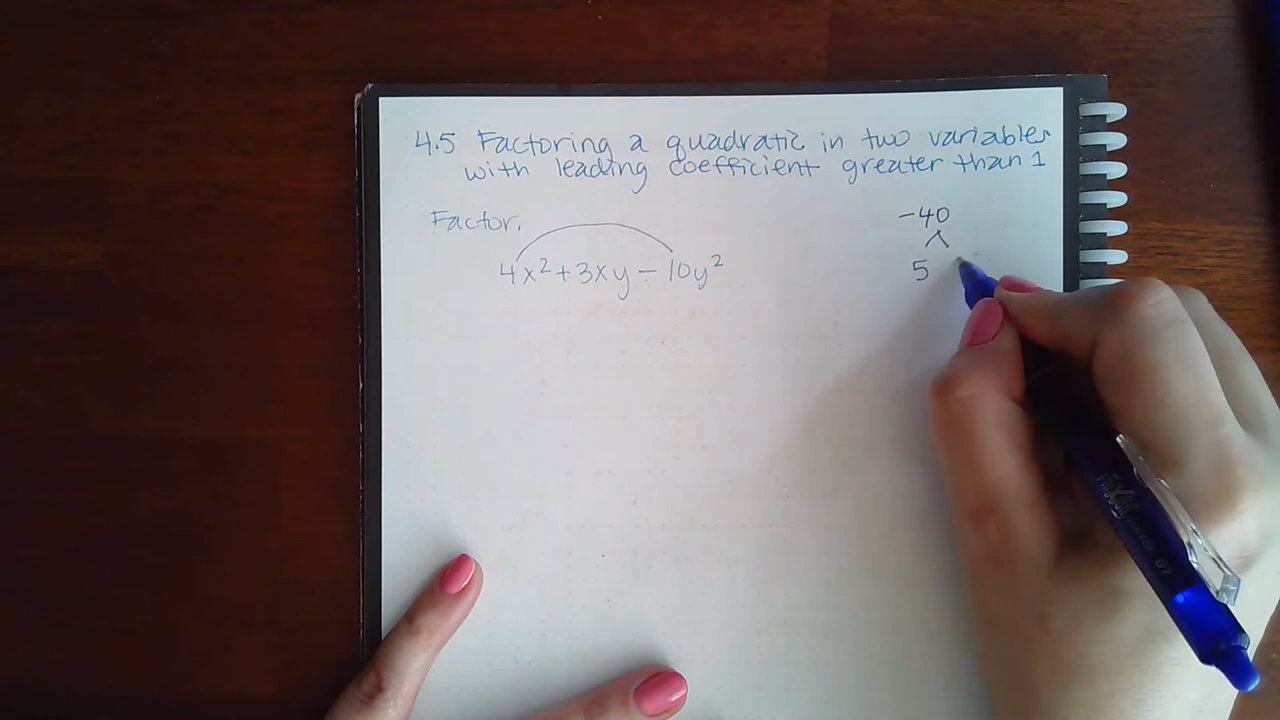 4.5 Factoring a quadratic in two variables
with leading coefficient greater than 1
Factor.
-40
4x²+3xy-10y²
5